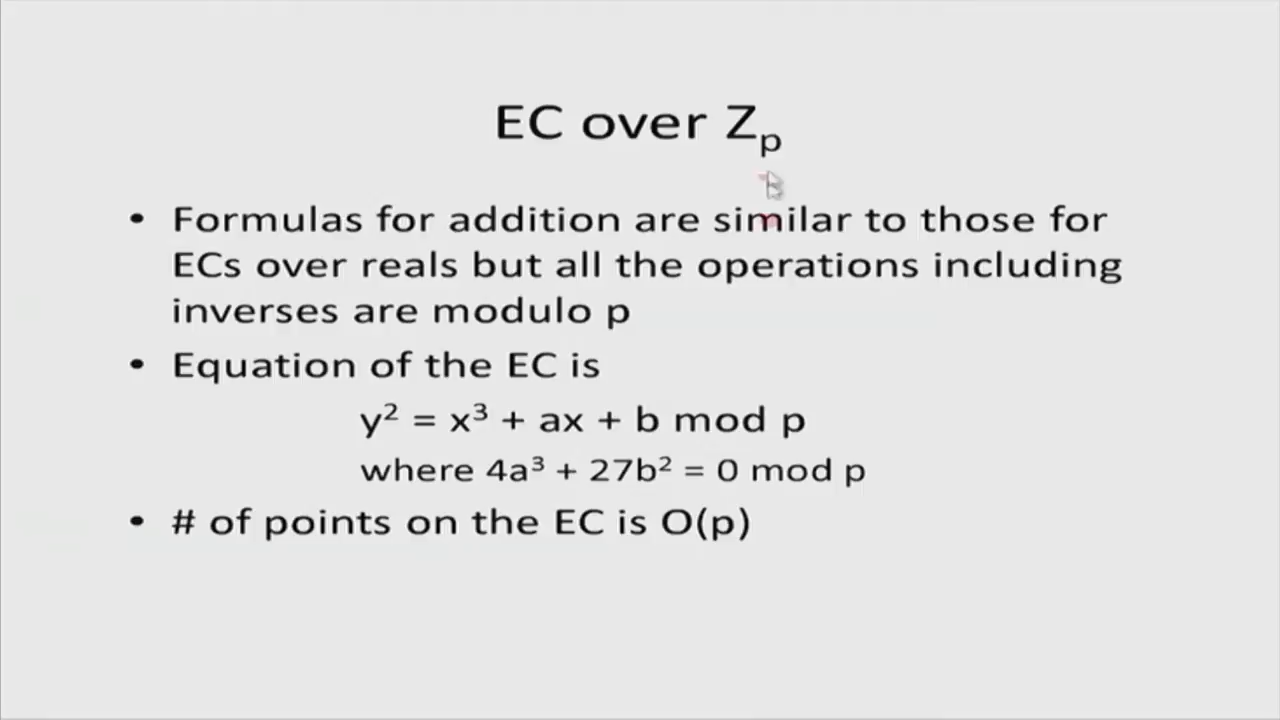 EC over Zp
• Formulas for addition are similar to those for
ECs over reals but all the operations including
inverses are modulo p
• Equation of the EC is
y² = x³ + ax + b mod p
where 4a³ + 27b² = 0 mod p
• # of points on the EC is O(p)